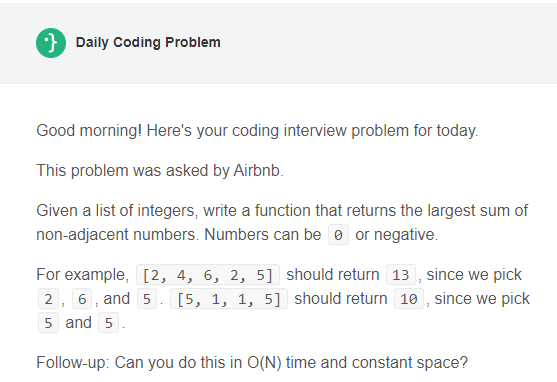 Daily Coding Problem
Good morning! Here's your coding interview problem for today.
This problem was asked by Airbnb.
Given a list of integers, write a function that returns the largest sum of
non-adjacent numbers. Numbers can be 0 or negative.
For example, [2, 4, 6, 2, 5] should return 13, since we pick
2, 6, and 5. [5, 1, 1, 5] should return 10, since we pick
5 and 5.
Follow-up: Can you do this in O(N) time and constant space?